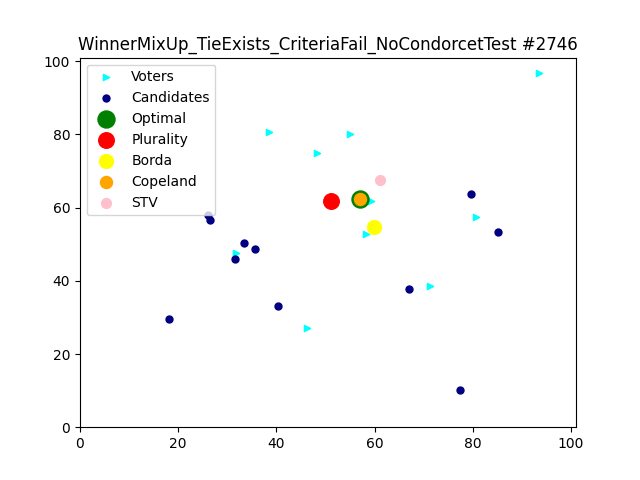 WinnerMixUp_TieExists_CriteriaFail_NoCondorcetTest #2746
Voters
Candidates
Optimal
Plurality
Borda
Copeland
STV
100
80
60
40
20
0
0 20 40 60 80 100